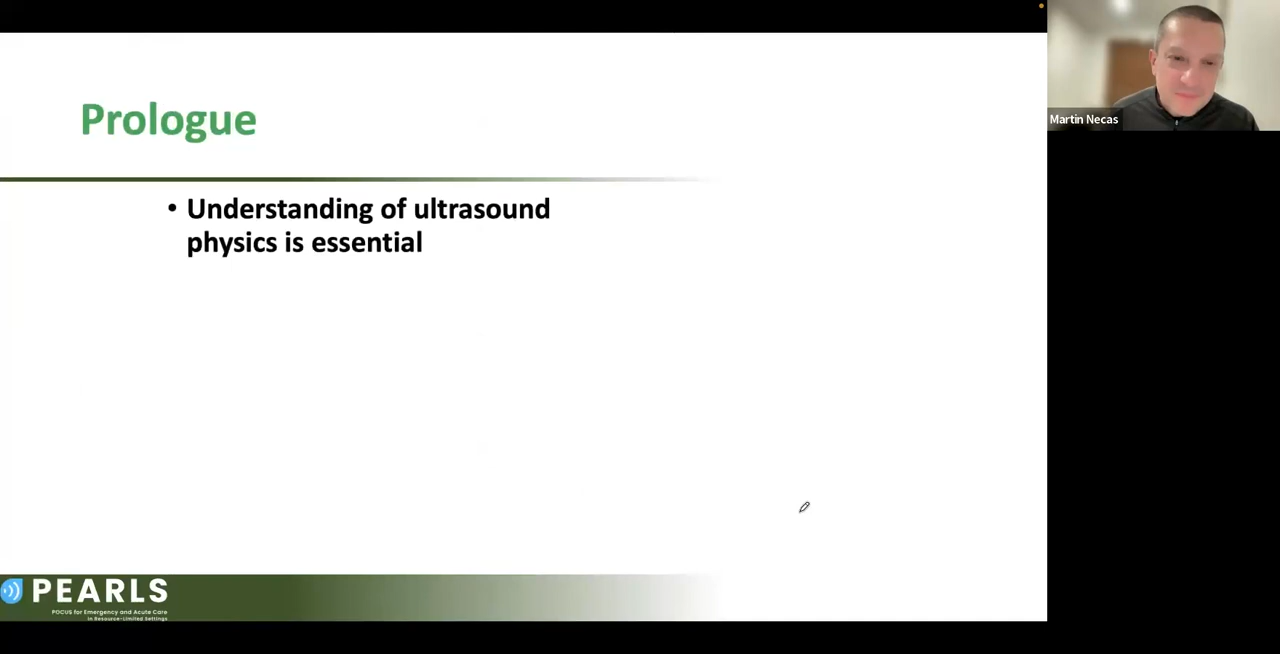 Prologue
• Understanding of ultrasound
physics is essential
Martin Necas
PEARLS
POCUS for Emergency and Acute Care
in Resource-Limited Settings